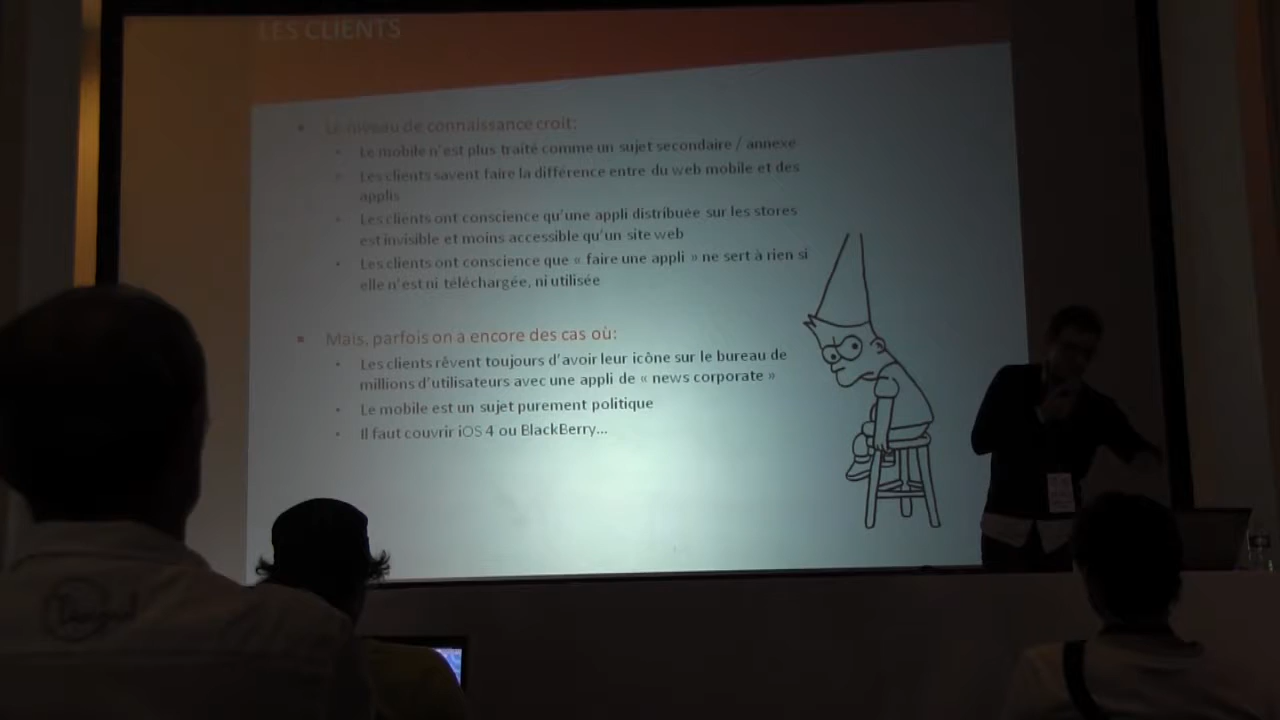 LES CLIENTS
Le niveau de connaissance croit:
Le mobile n'est plus traité comme un sujet secondaire / annexe
Les clients savent faire la différence entre du web mobile et des
applis
Les clients ont conscience qu'une appli distribuée sur les stores
est invisible et moins accessible qu'un site web
Les clients ont conscience que « faire une appli » ne sert à rien si
elle n'est ni téléchargée, ni utilisée
Mais, parfois on a encore des cas où:
Les clients rêvent toujours d'avoir leur icône sur le bureau de
millions d'utilisateurs avec une appli de « news corporate »
Le mobile est un sujet purement politique
Il faut couvrir iOS 4 ou BlackBerry...